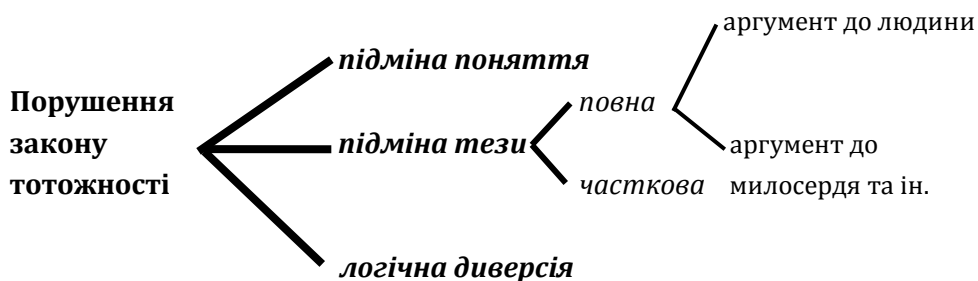 аргумент до людини
підміна поняття
Порушення
закону
тотожності
повна
підміна тези
аргумент до
милосердя та ін.
часткова
логічна диверсія